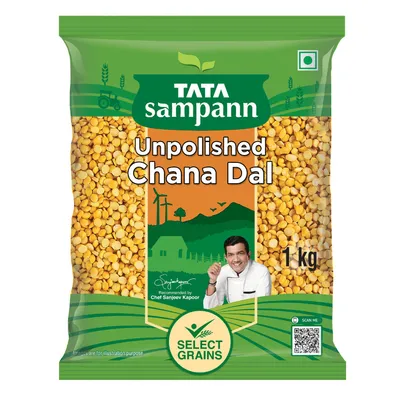 TATA
sampann
Unpolished
Chana Dal
1 kg
Recommended by
Chef Sanjeev Kapoor
SCAN ME
SELECT
GRAINS